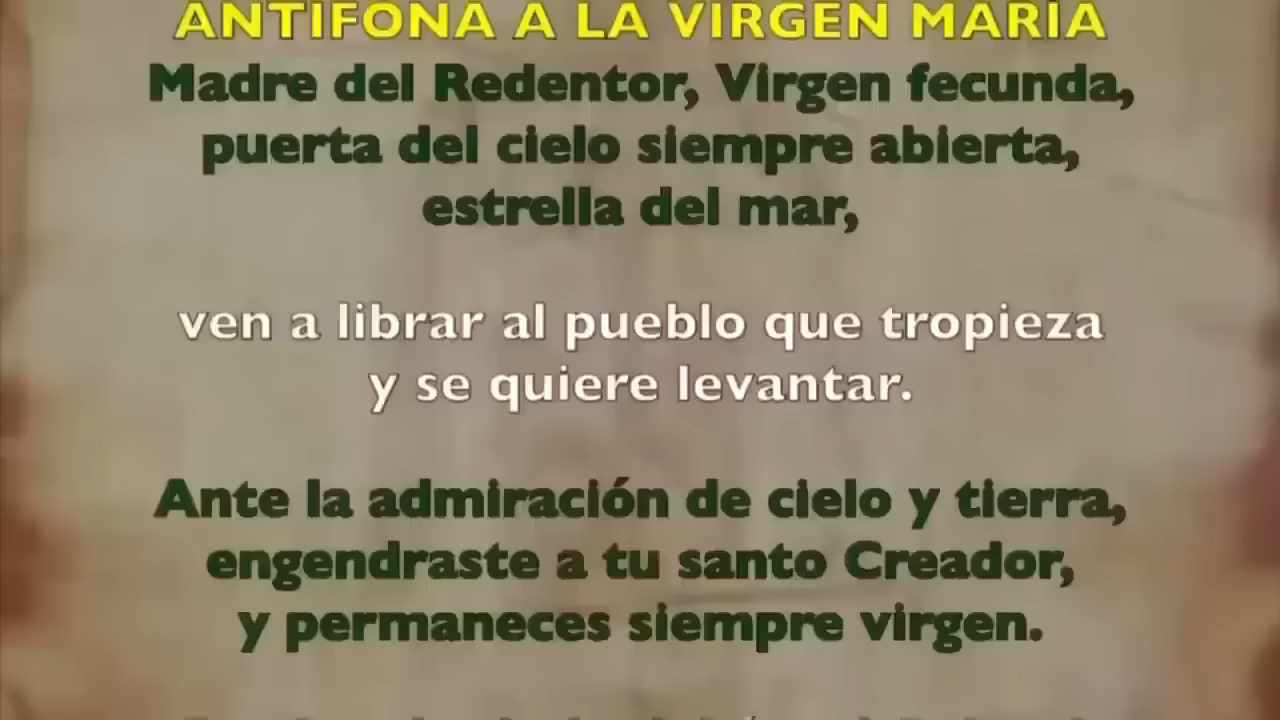 ANTIFONA A LA VIRGEN MARÍA
Madre del Redentor, Virgen fecunda,
puerta del cielo siempre abierta,
estrella del mar,
ven a librar al pueblo que tropieza
y se quiere levantar.
Ante la admiración de cielo y tierra,
engendraste a tu santo Creador,
y permaneces siempre virgen.